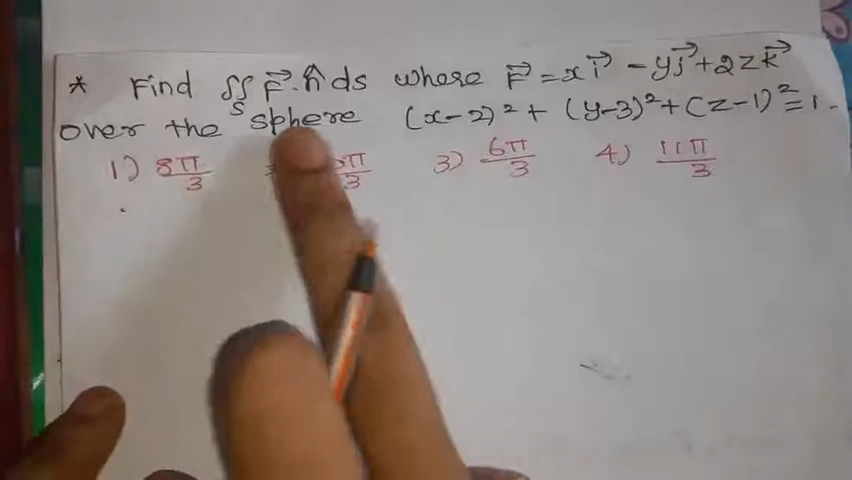 * Find ∬ F⃗.n̂ ds where F⃗ = x i⃗ - y j⃗ + 2z k⃗
S
over the sphere (x-2)² + (y-3)² + (z-1)² = 1.
1) 8π/3 π/3 3) 6π/3 4) 11π/3